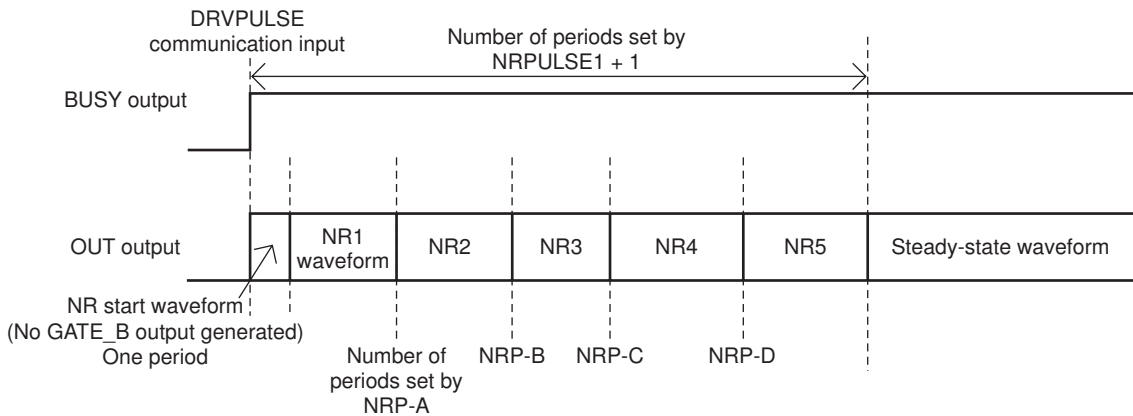 DRVPULSE
communication input
Number of periods set by
NRPULSE1 + 1
BUSY output
OUT output
NR1
waveform
NR2
NR3
NR4
NR5
Steady-state waveform
NR start waveform
(No GATE_B output generated)
One period
Number of
periods set by
NRP-A
NRP-B
NRP-C
NRP-D